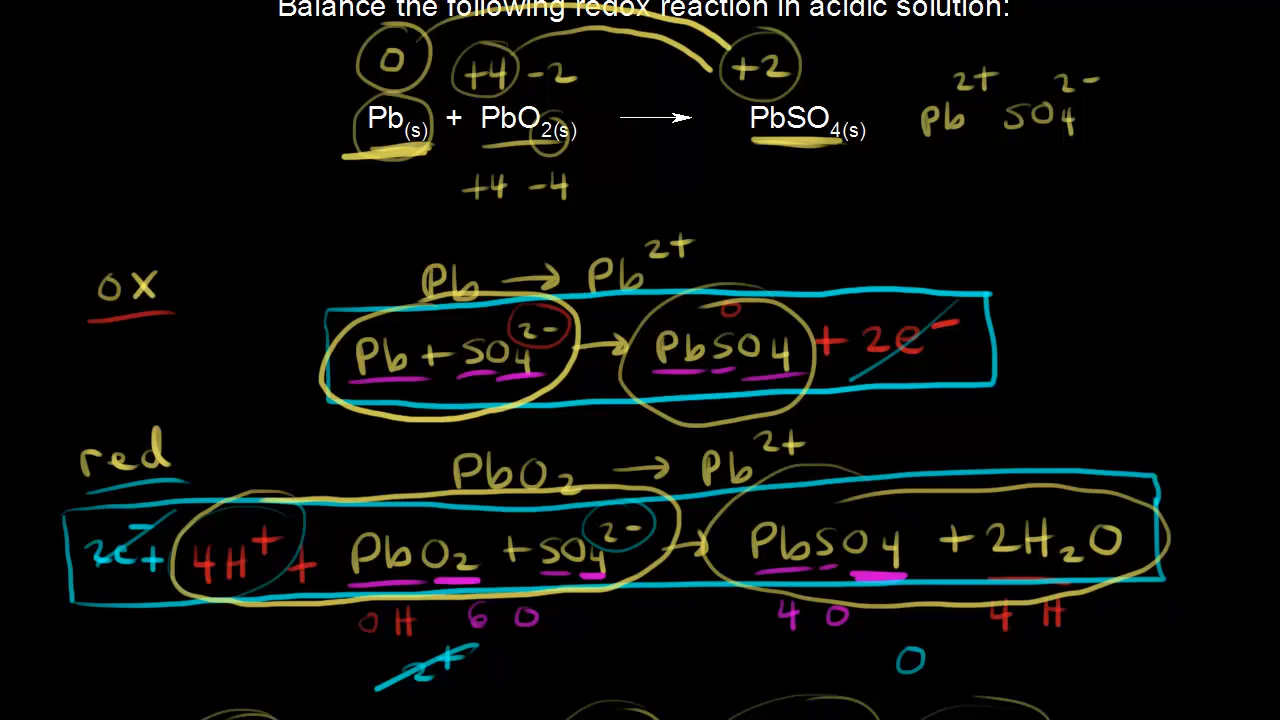 Balance the following redox reaction in acidic solution:
0 +4 -2 +2
Pb(s) + PbO2(s) → PbSO4(s) Pb2+ SO42-
+4 -4
ox Pb → Pb2+
Pb + SO42- → PbSO4 + 2e-
0
red PbO2 → Pb2+
2e- + 4H+ + PbO2 + SO42- → PbSO4 + 2H2O
0 H 6 O 4 O 4 H
2+ 0